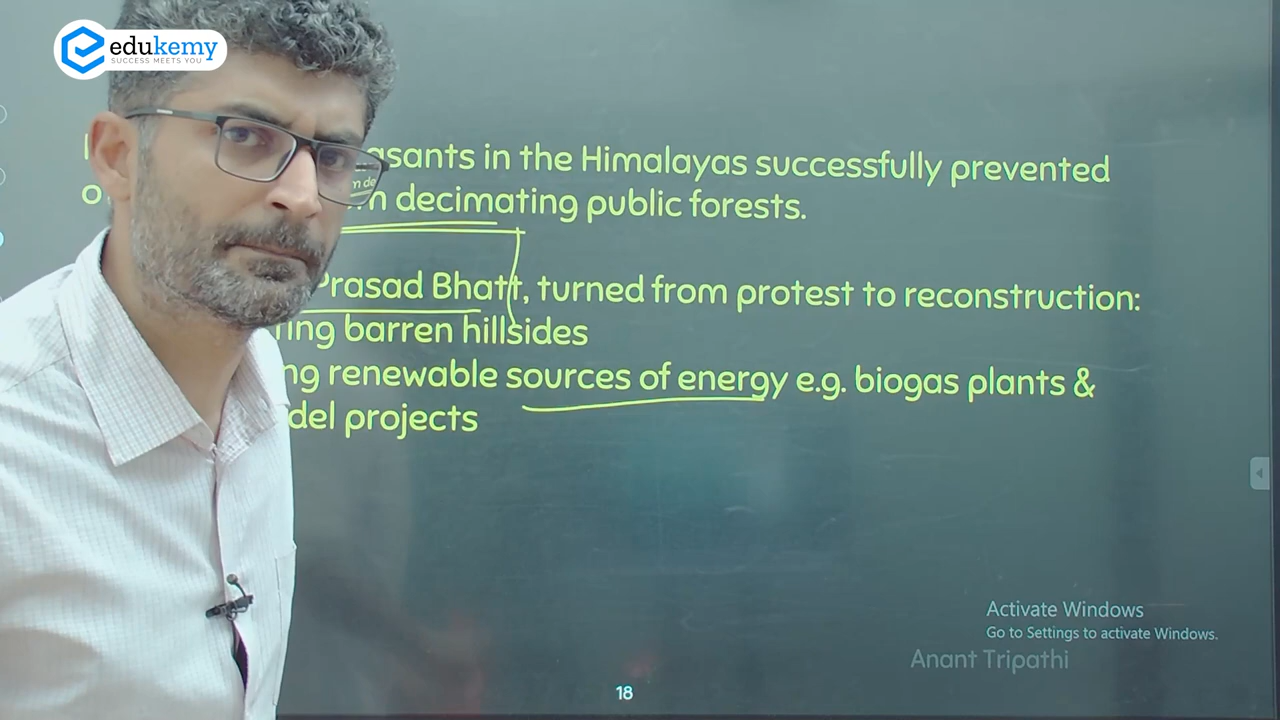 edukemy
SUCCESS MEETS YOU
asants in the Himalayas successfully prevented
decimating public forests.
Prasad Bhatt, turned from protest to reconstruction:
ting barren hillsides
ng renewable sources of energy e.g. biogas plants &
del projects
Activate Windows
Go to Settings to activate Windows.
Anant Tripathi
18